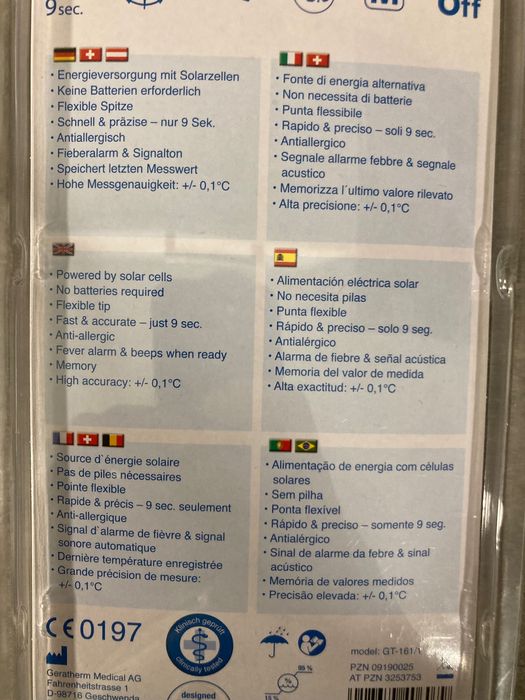 9 sec.
Off
• Energieversorgung mit Solarzellen
• Keine Batterien erforderlich
• Flexible Spitze
• Schnell & präzise – nur 9 Sek.
• Antiallergisch
• Fieberalarm & Signalton
• Speichert letzten Messwert
• Hohe Messgenauigkeit: +/- 0,1°C
• Fonte di energia alternativa
• Non necessita di batterie
• Punta flessibile
• Rapido & preciso – soli 9 sec.
• Antiallergico
• Segnale allarme febbre & segnale
acustico
• Memorizza l´ultimo valore rilevato
• Alta precisione: +/- 0,1°C
• Powered by solar cells
• No batteries required
• Flexible tip
• Fast & accurate – just 9 sec.
• Anti-allergic
• Fever alarm & beeps when ready
• Memory
• High accuracy: +/- 0,1°C
• Alimentación eléctrica solar
• No necesita pilas
• Punta flexible
• Rápido & preciso – solo 9 seg.
• Antialérgico
• Alarma de fiebre & señal acústica
• Memoria del valor de medida
• Alta exactitud: +/- 0,1°C
• Source d`énergie solaire
• Pas de piles nécessaires
• Pointe flexible
• Rapide & précis – 9 sec. seulement
• Anti-allergique
• Signal d`alarme de fièvre & signal
sonore automatique
• Dernière température enregistrée
• Grande précision de mesure:
+/- 0,1°C
• Alimentação de energia com células
solares
• Sem pilha
• Ponta flexível
• Rápido & preciso – somente 9 seg.
• Antialérgico
• Sinal de alarme da febre & sinal
acústico
• Memória de valores medidos
• Precisão elevada: +/- 0,1°C
CE 0197
Klinisch geprüft
clinically tested
Geratherm Medical AG
Fahrenheitstrasse 1
D-98716 Geschwenda
designed
95 %
%
15 %
model: GT-161/1
PZN 09190025
AT PZN 3253753